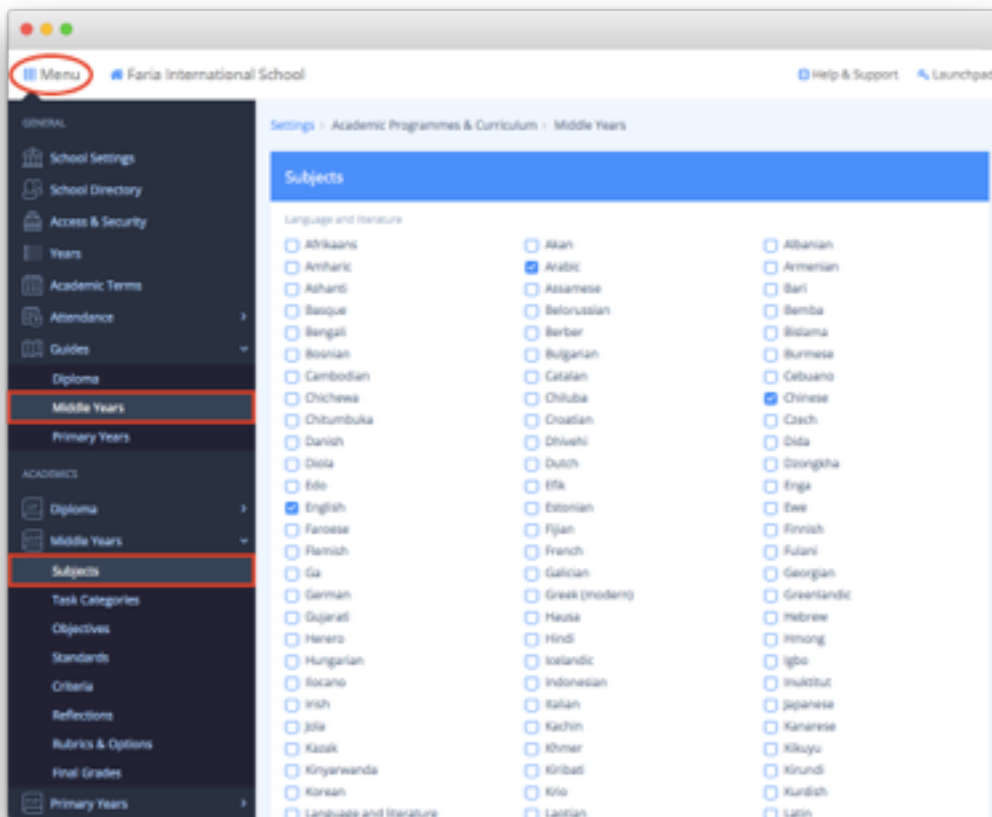 Menu Faria International School Help & Support Launchpad
GENERAL
School Settings
School Directory
Access & Security
Years
Academic Terms
Attendance
Guides
Diploma
Middle Years
Primary Years
ACADEMICS
Diploma
Middle Years
Subjects
Task Categories
Objectives
Standards
Criteria
Reflections
Rubrics & Options
Final Grades
Primary Years
Settings › Academic Programmes & Curriculum › Middle Years
Subjects
Language and literature
Afrikaans Akan Albanian
Amharic Arabic Armenian
Ashanti Assamese Bari
Basque Belorussian Bemba
Bengali Berber Bislama
Bosnian Bulgarian Burmese
Cambodian Catalan Cebuano
Chichewa Chiluba Chinese
Chitumbuka Croatian Czech
Danish Dhivehi Dida
Diola Dutch Dzongkha
Edo Efik Enga
English Estonian Ewe
Faroese Fijian Finnish
Flemish French Fulani
Ga Galician Georgian
German Greek (modern) Greenlandic
Gujarati Hausa Hebrew
Herero Hindi Hmong
Hungarian Icelandic Igbo
Ilocano Indonesian Inuktitut
Irish Italian Japanese
Jola Kachin Kanarese
Kazak Khmer Kikuyu
Kinyarwanda Kiribati Kirundi
Korean Krio Kurdish
Language and literature Laotian Latin